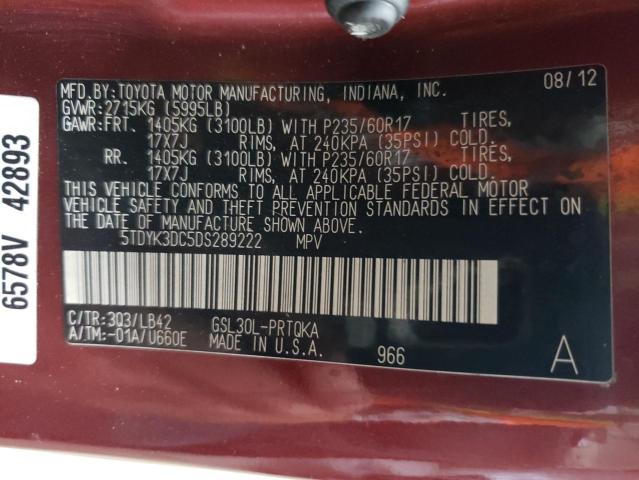 MFD. BY: TOYOTA MOTOR MANUFACTURING, INDIANA, INC. 08/12
GVWR: 2715KG (5995LB)
GAWR: FRT. 1405KG (3100LB) WITH P235/60R17 TIRES,
17X7J RIMS, AT 240KPA (35PSI) COLD.
RR. 1405KG (3100LB) WITH P235/60R17 TIRES,
17X7J RIMS, AT 240KPA (35PSI) COLD.
THIS VEHICLE CONFORMS TO ALL APPLICABLE FEDERAL MOTOR
VEHICLE SAFETY AND THEFT PREVENTION STANDARDS IN EFFECT ON
THE DATE OF MANUFACTURE SHOWN ABOVE.
5TDYK3DC5DS289222 MPV
C/TR: 3Q3/LB42 GSL30L-PRTQKA
A/TM:-01A/U660E MADE IN U.S.A. 966 A
6578V 42893